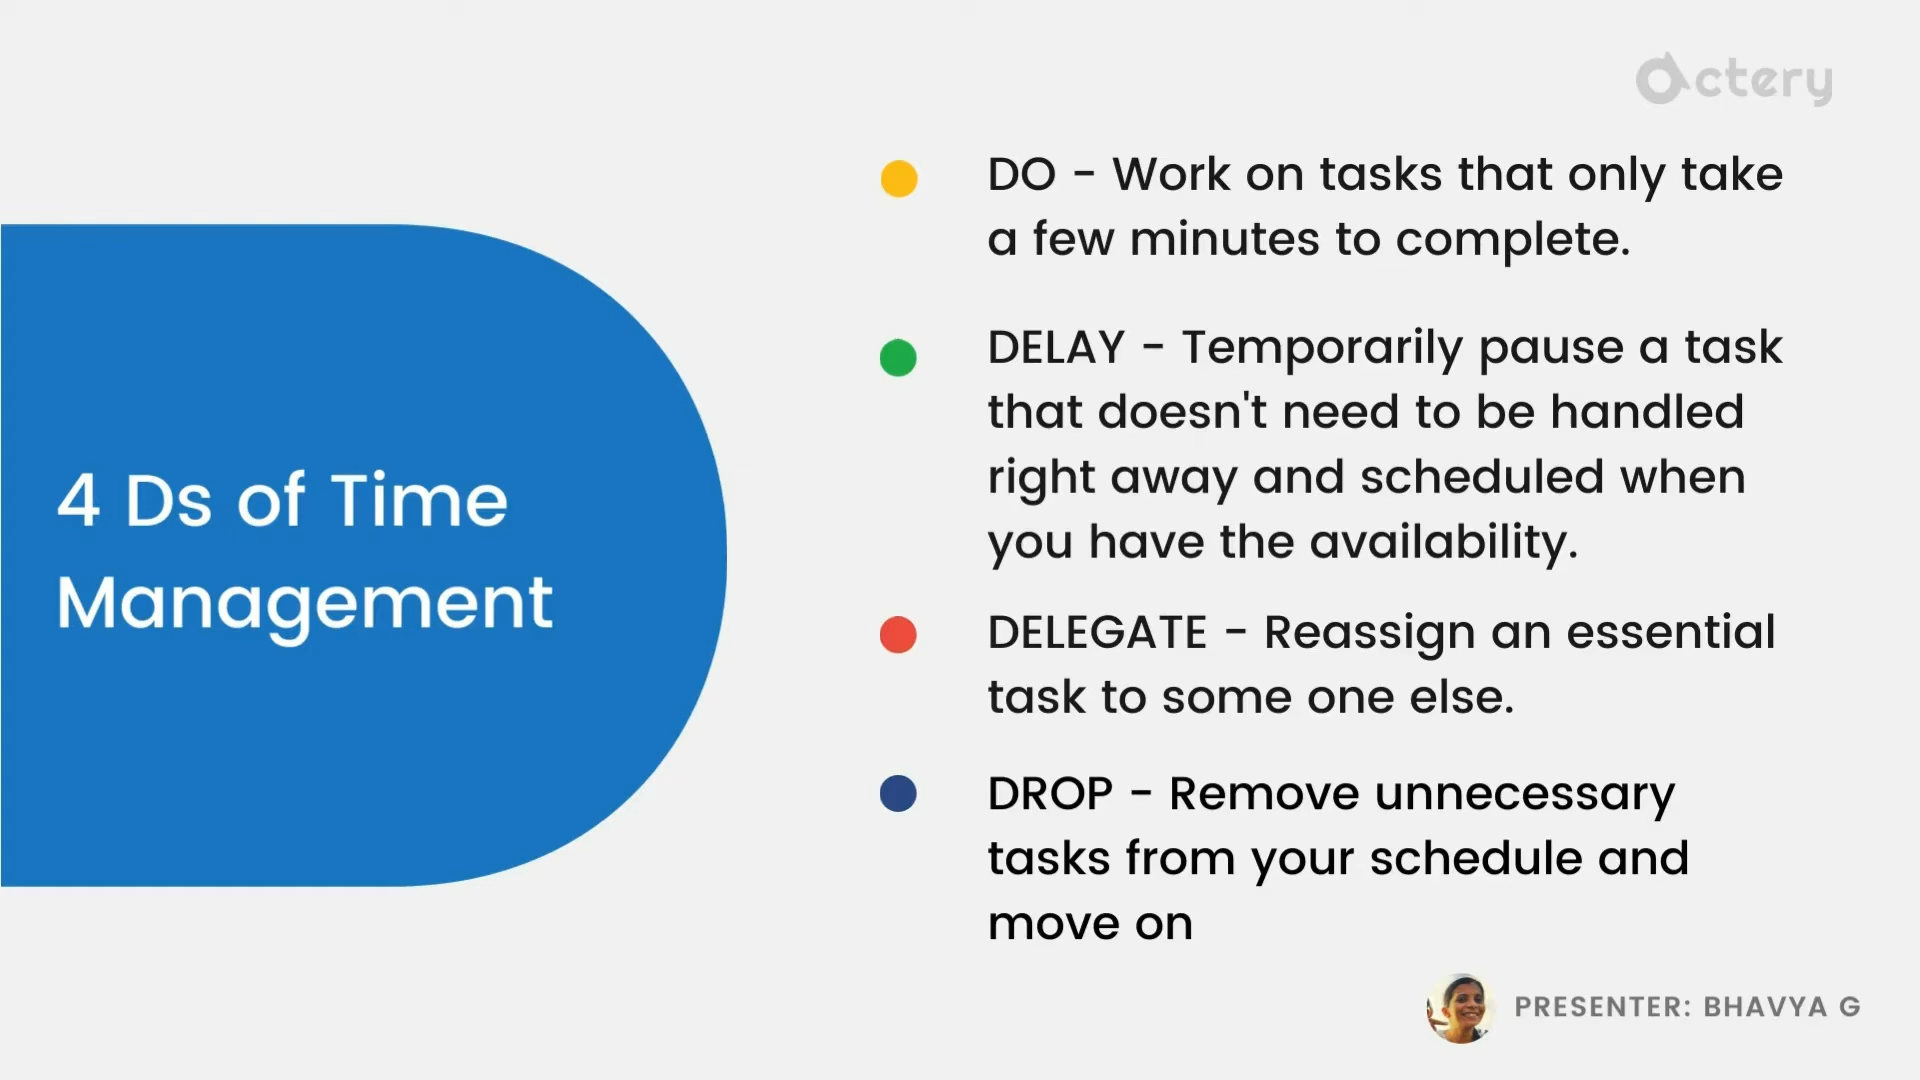 actery
DO - Work on tasks that only take
a few minutes to complete.
DELAY - Temporarily pause a task
that doesn't need to be handled
right away and scheduled when
you have the availability.
4 Ds of Time
Management
DELEGATE - Reassign an essential
task to some one else.
DROP - Remove unnecessary
tasks from your schedule and
move on
PRESENTER: BHAVYA G